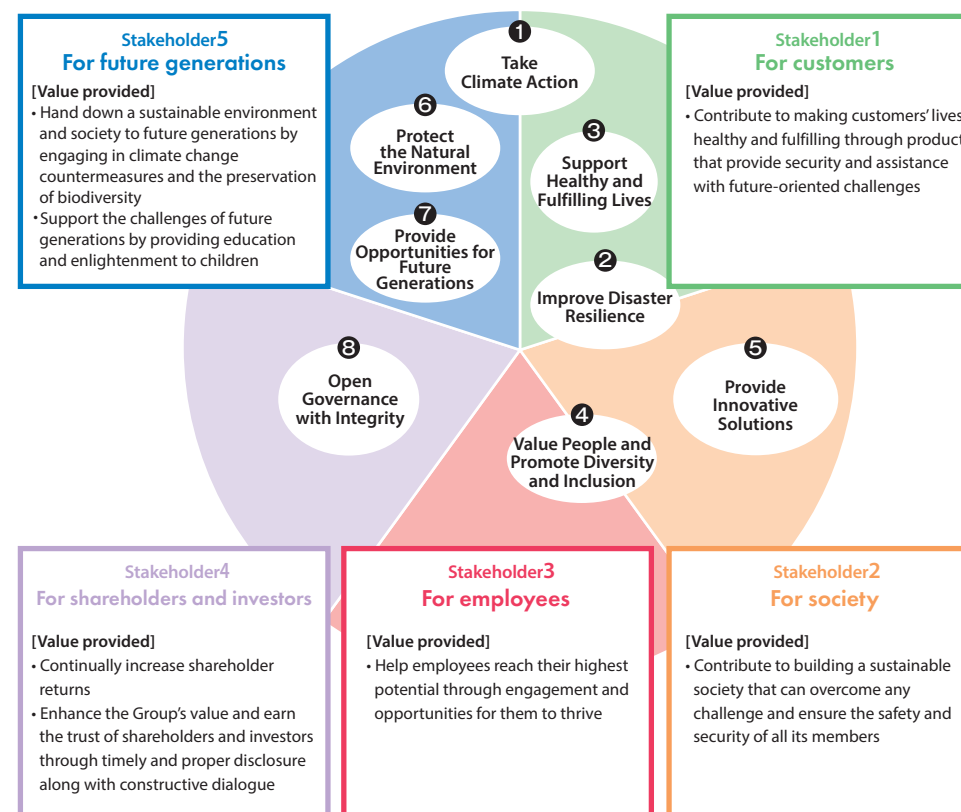 Stakeholder5
For future generations
[Value provided]
• Hand down a sustainable environment
and society to future generations by
engaging in climate change
countermeasures and the preservation
of biodiversity
• Support the challenges of future
generations by providing education
and enlightenment to children
❶
Take
Climate Action
❻
Protect
the Natural
Environment
❸
Support
Healthy and
Fulfilling Lives
❼
Provide
Opportunities for
Future
Generations
❷
Improve Disaster
Resilience
Stakeholder1
For customers
[Value provided]
• Contribute to making customers' lives
healthy and fulfilling through product
that provide security and assistance
with future-oriented challenges
❽
Open
Governance
with Integrity
❹
Value People and
Promote Diversity
and Inclusion
❺
Provide
Innovative
Solutions
Stakeholder4
For shareholders and investors
[Value provided]
• Continually increase shareholder
returns
• Enhance the Group's value and earn
the trust of shareholders and investors
through timely and proper disclosure
along with constructive dialogue
Stakeholder3
For employees
[Value provided]
• Help employees reach their highest
potential through engagement and
opportunities for them to thrive
Stakeholder2
For society
[Value provided]
• Contribute to building a sustainable
society that can overcome any
challenge and ensure the safety and
security of all its members